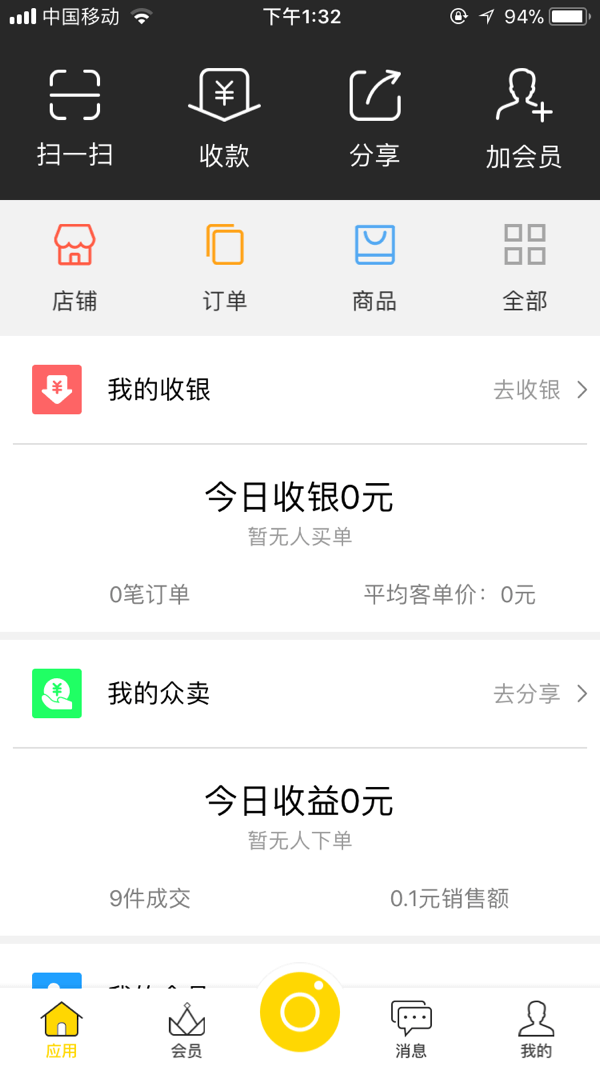 中国移动 下午1:32 94%
扫一扫 收款 分享 加会员
店铺 订单 商品 全部
我的收银 去收银
今日收银0元
暂无人买单
0笔订单 平均客单价：0元
我的众卖 去分享
今日收益0元
暂无人下单
9件成交 0.1元销售额
应用 会员 消息 我的